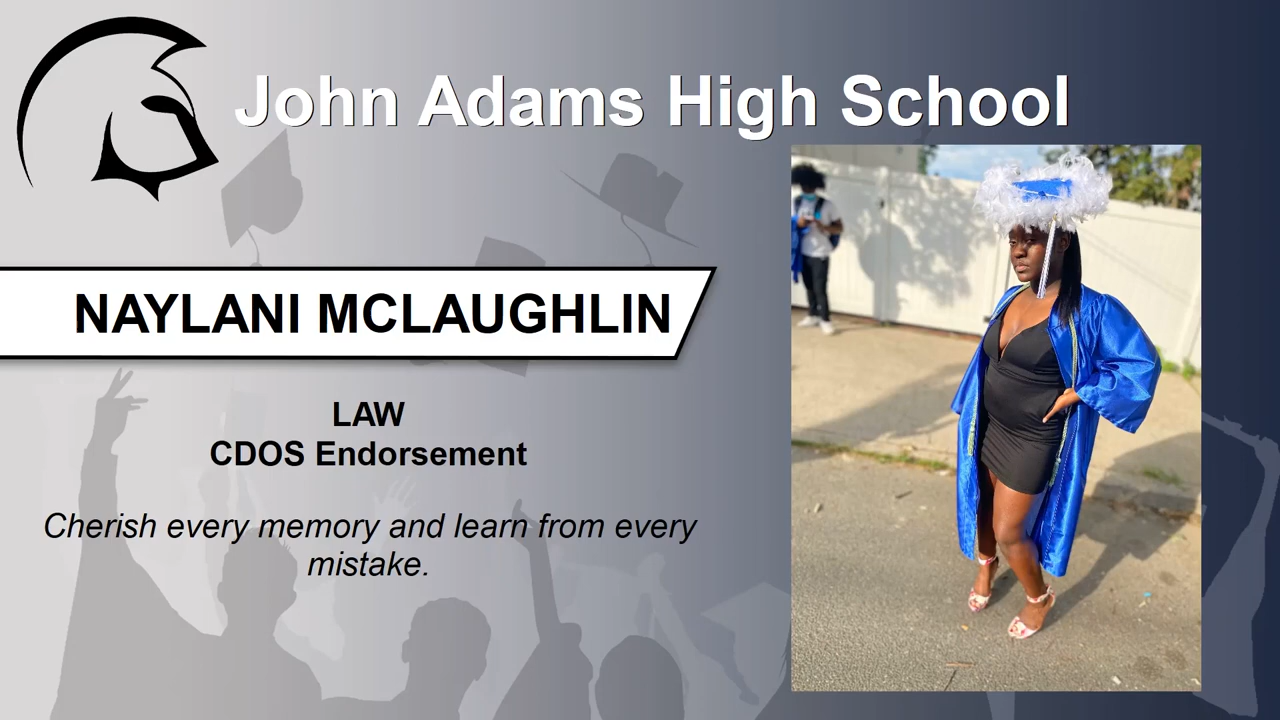 John Adams High School
NAYLANI MCLAUGHLIN
LAW
CDOS Endorsement
Cherish every memory and learn from every
mistake.